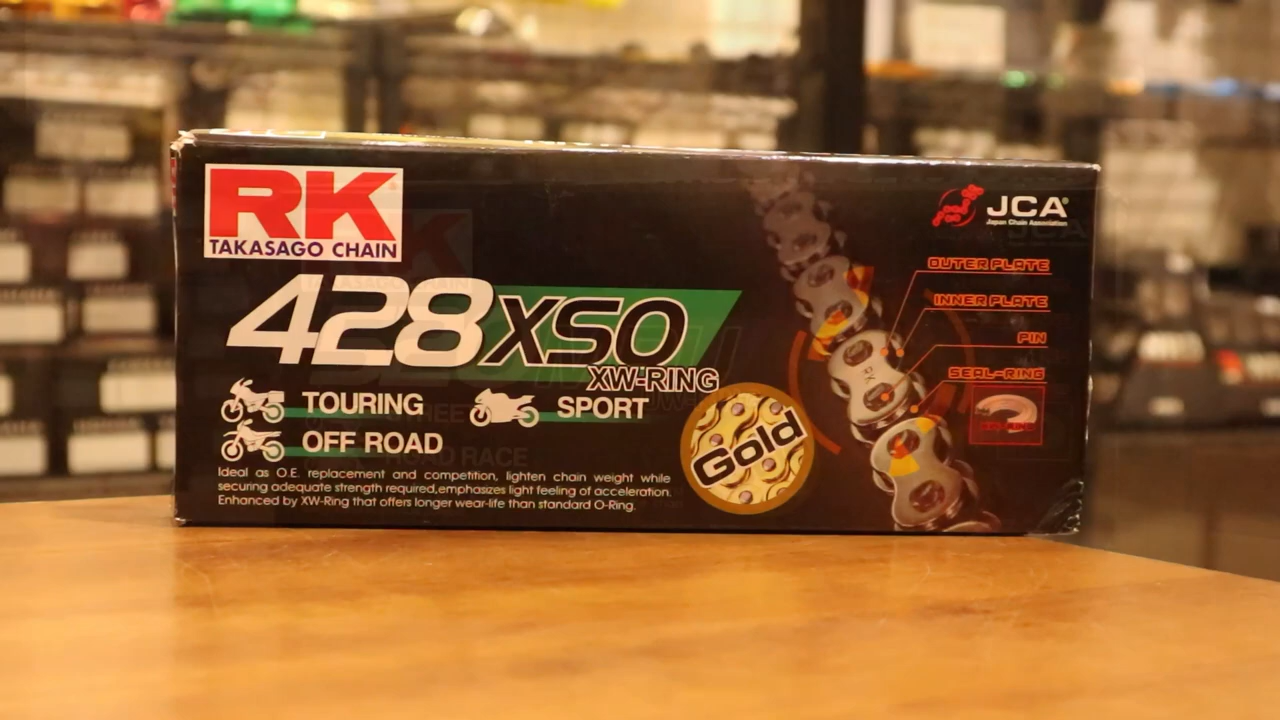 RK
TAKASAGO CHAIN
JCA®
Japan Chain Association
428XSO
XW-RING
OUTER PLATE
INNER PLATE
PIN
SEAL-RING
RK
TOURING
SPORT
OFF ROAD
Gold
Ideal as O.E. replacement and competition, lighten chain weight while
securing adequate strength required,emphasizes light feeling of acceleration.
Enhanced by XW-Ring that offers longer wear-life than standard O-Ring.